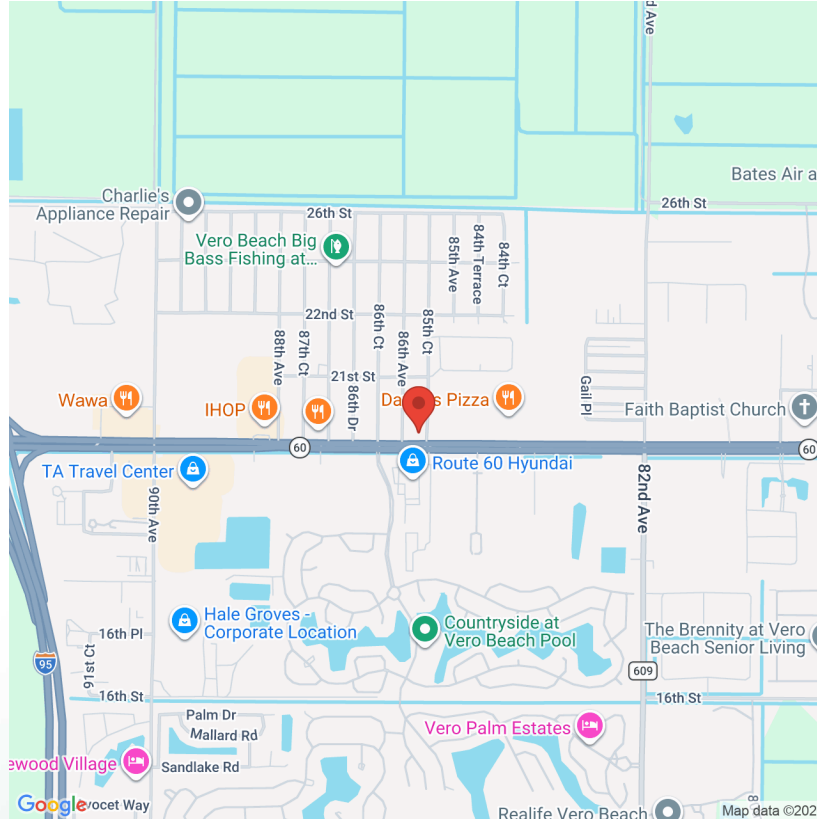 d Ave
Bates Air a
Charlie's
Appliance Repair
26th St
26th St
Vero Beach Big
Bass Fishing at...
85th Ave
84th Terrace
84th Ct
22nd St
88th Ave
87th Ct
86th Ct
86th Ave
85th Ct
21st St
86th Dr
Gail Pl
Wawa
IHOP
Pizza
Faith Baptist Church
60
60
TA Travel Center
Route 60 Hyundai
90th Ave
82nd Ave
Hale Groves -
Corporate Location
Countryside at
Vero Beach Pool
16th Pl
The Brennity at Vero
Beach Senior Living
91st Ct
95
609
16th St
16th St
Palm Dr
Mallard Rd
Vero Palm Estates
ewood Village
Sandlake Rd
8
Google
vocet Way
Realife Vero Beach
Map data ©202